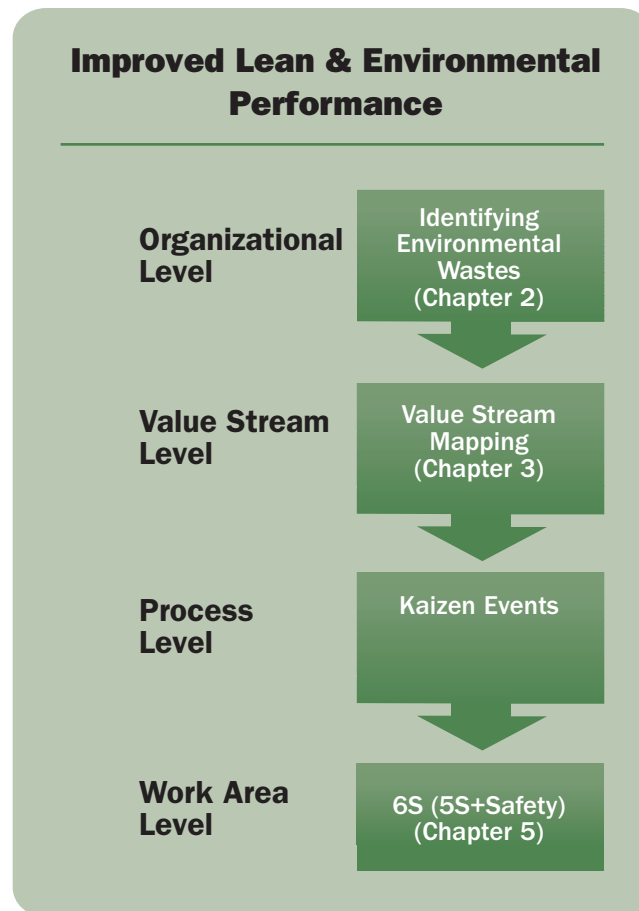 Improved Lean & Environmental
Performance
Organizational
Level
Identifying
Environmental
Wastes
(Chapter 2)
Value Stream
Level
Value Stream
Mapping
(Chapter 3)
Process
Level
Kaizen Events
Work Area
Level
6S (5S+Safety)
(Chapter 5)